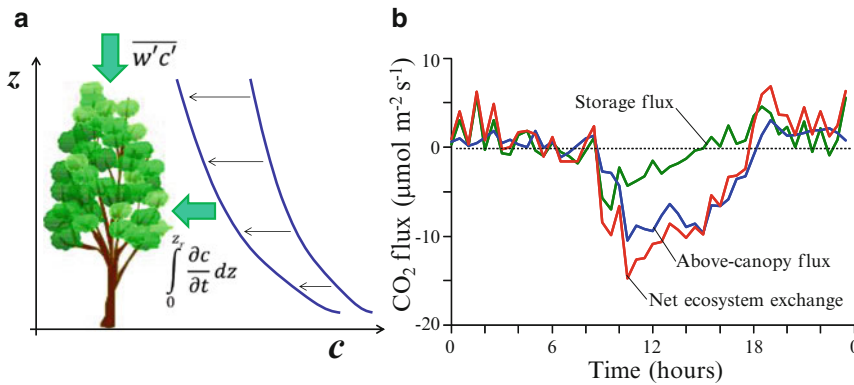 a
w'c'
z
∫₀^{z_r} ∂c/∂t dz
c
b
CO₂ flux (μmol m⁻² s⁻¹)
10
0
-10
-20
Storage flux
Above-canopy flux
Net ecosystem exchange
0 6 12 18 0
Time (hours)